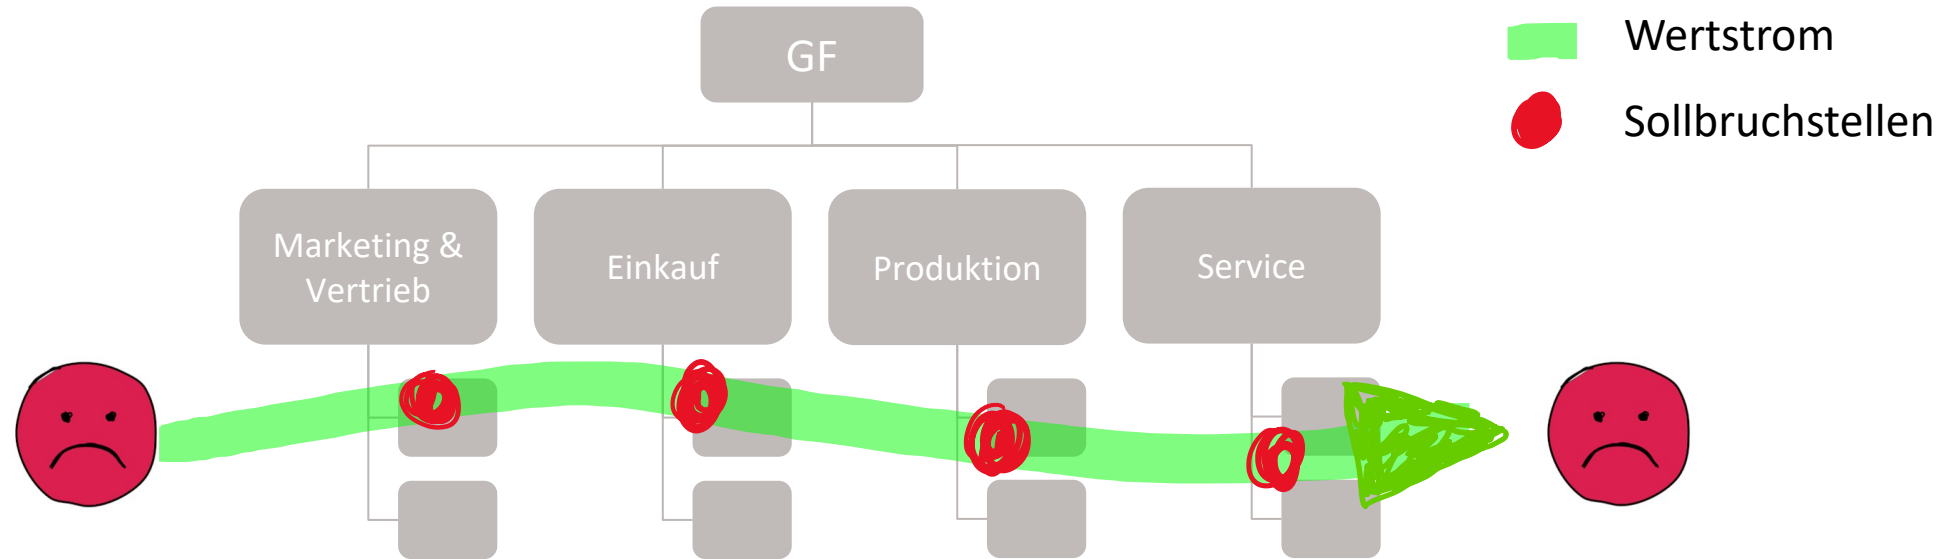 GF
Wertstrom
Sollbruchstellen
Marketing &
Vertrieb
Einkauf
Produktion
Service